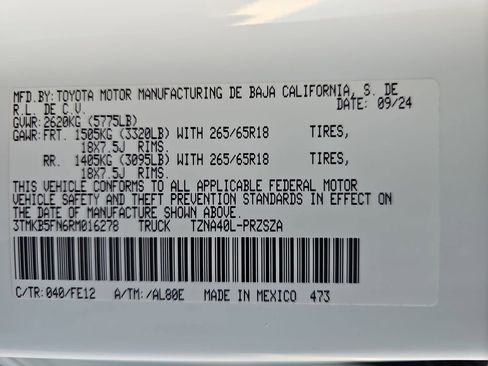 MFD.BY: TOYOTA MOTOR MANUFACTURING DE BAJA CALIFORNIA, S. DE
R.L. DE C.V. DATE: 09/24
GVWR: 2620KG (5775LB)
GAWR: FRT. 1505KG (3320LB) WITH 265/65R18 TIRES,
18X7.5J RIMS.
RR. 1405KG (3095LB) WITH 265/65R18 TIRES,
18X7.5J RIMS.
THIS VEHICLE CONFORMS TO ALL APPLICABLE FEDERAL MOTOR
VEHICLE SAFETY AND THEFT PREVENTION STANDARDS IN EFFECT ON
THE DATE OF MANUFACTURE SHOWN ABOVE.
3TMKB5FN6RM016278 TRUCK TZNA40L-PRZSZA
C/TR: 040/FE12 A/TM: /AL80E MADE IN MEXICO 473